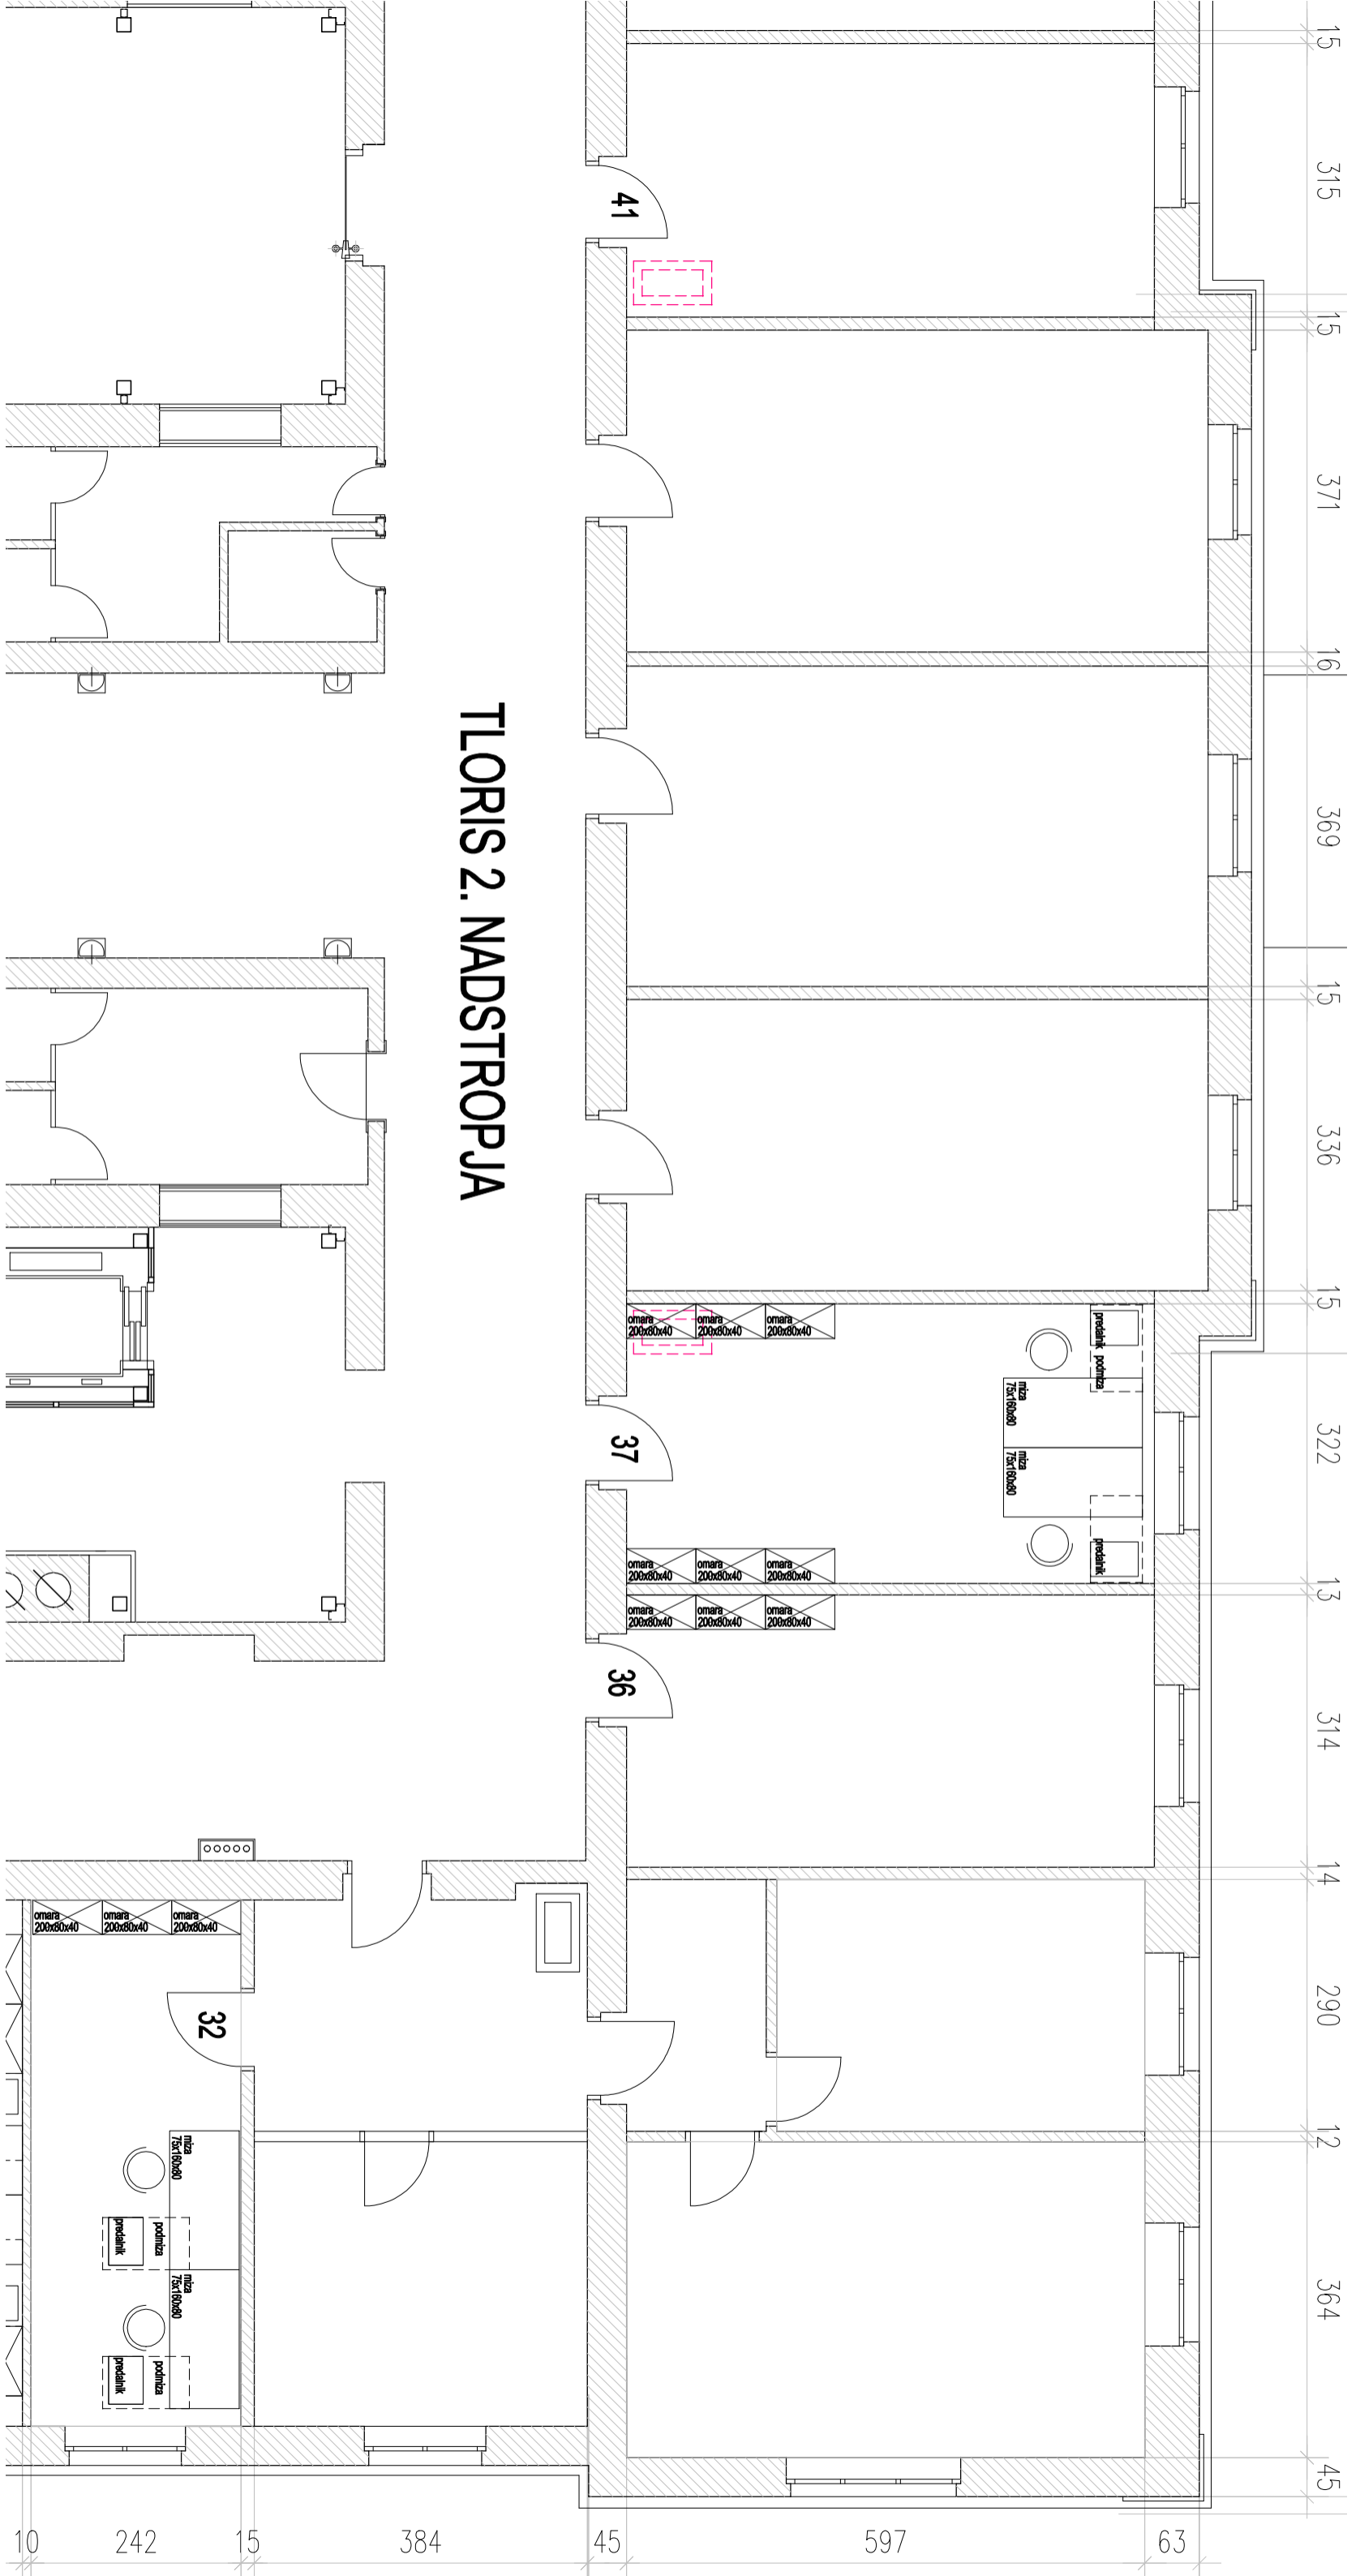 15
315
15
371
16
369
15
336
15
322
13
314
14
290
12
364
45
41
TLORIS 2. NADSTROPJA
omara
200x80x40
omara
200x80x40
omara
200x80x40
predalnik podmiza
miza
75x160x80
miza
75x160x80
predalnik
37
omara
200x80x40
omara
200x80x40
omara
200x80x40
omara
200x80x40
omara
200x80x40
omara
200x80x40
36
omara
200x80x40
omara
200x80x40
omara
200x80x40
32
miza
75x160x80
podmiza
predalnik
miza
75x160x80
podmiza
predalnik
10 242 15 384 45 597 63